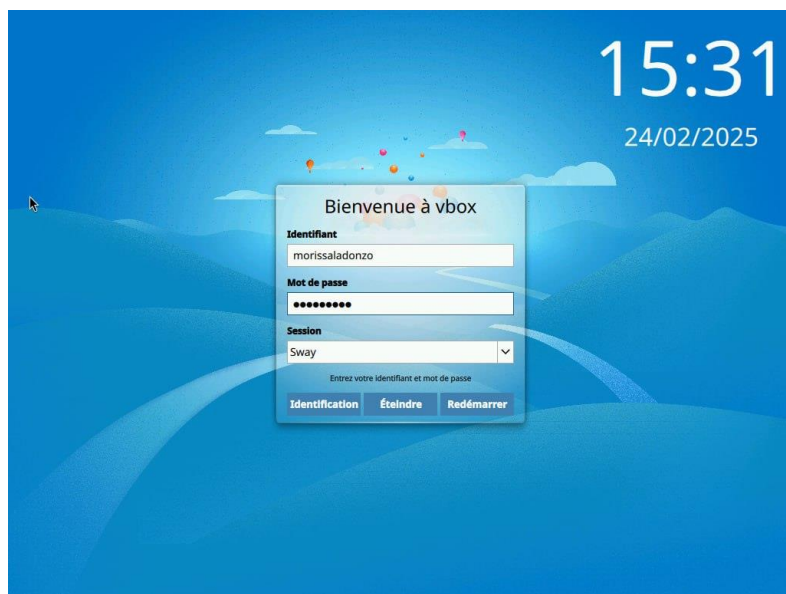 15:31
24/02/2025
Bienvenue à vbox
Identifiant
morissaladonzo
Mot de passe
●●●●●●●●●
Session
Sway
Entrez votre identifiant et mot de passe
Identification Éteindre Redémarrer